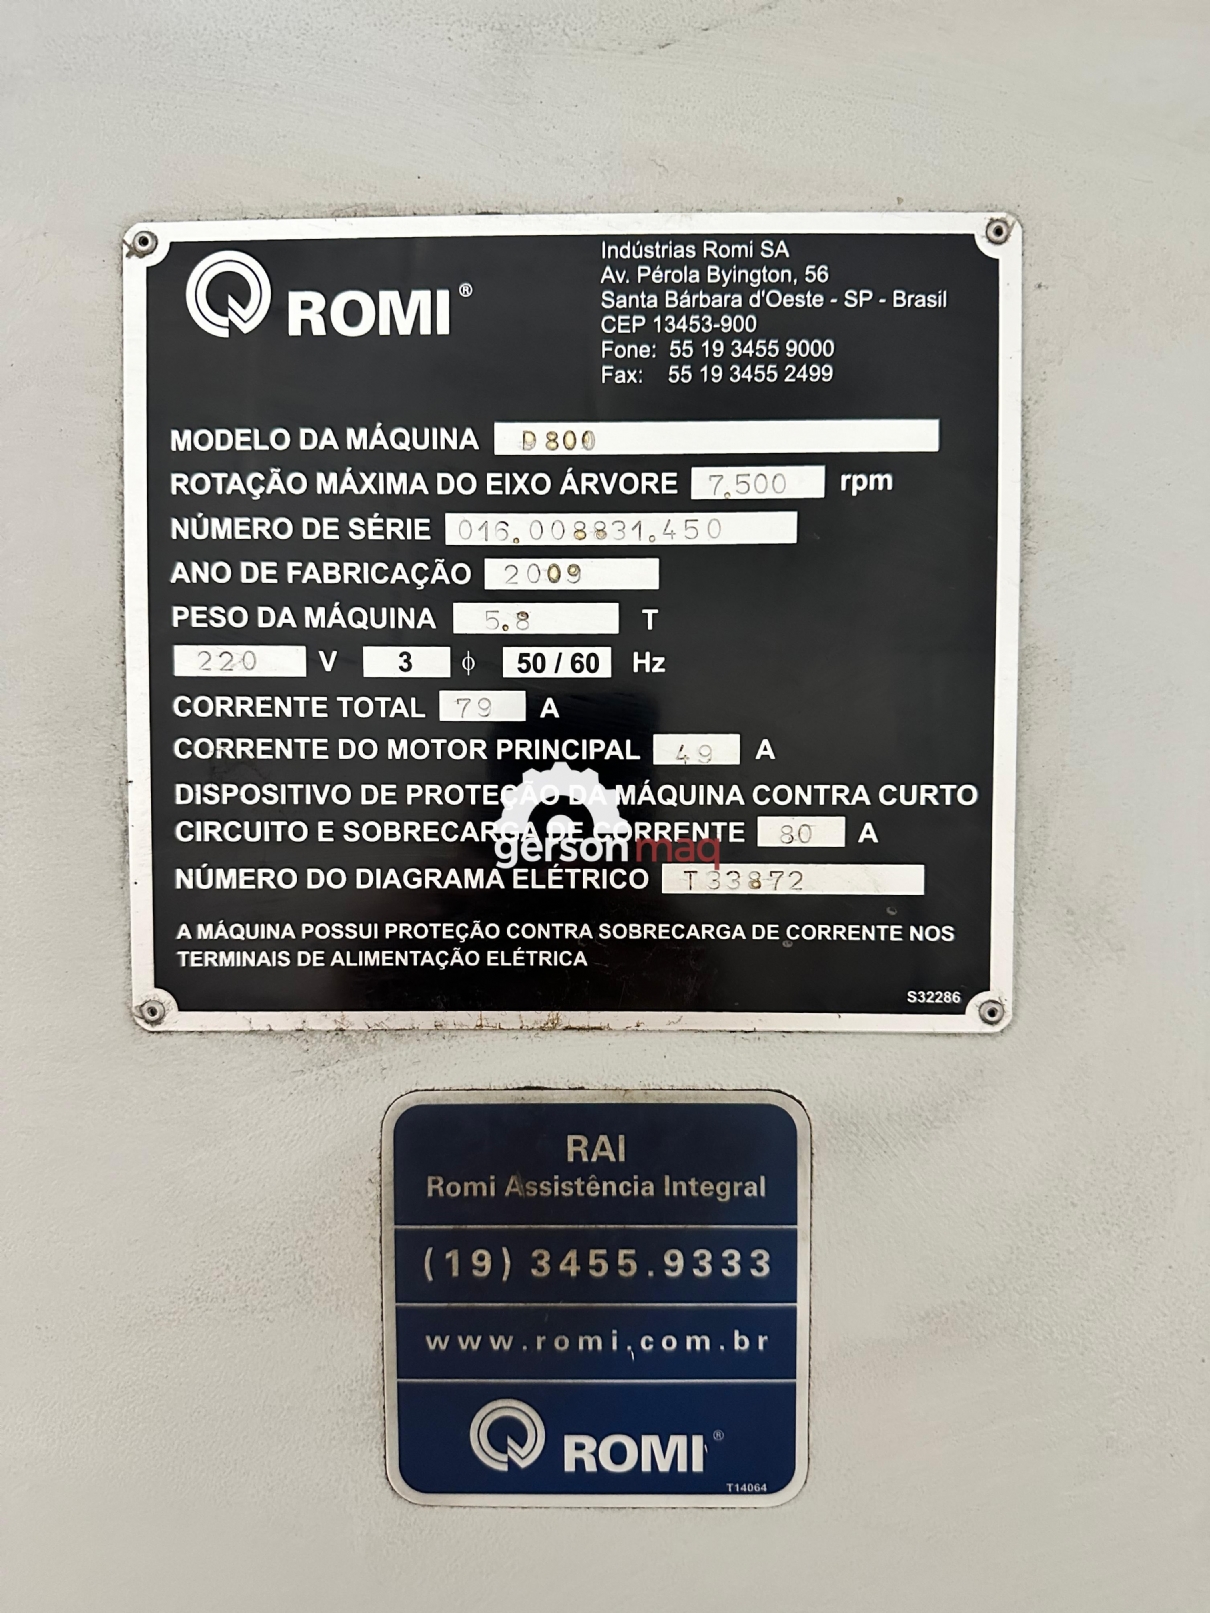 ROMI®
Indústrias Romi SA
Av. Pérola Byington, 56
Santa Bárbara d'Oeste - SP - Brasil
CEP 13453-900
Fone: 55 19 3455 9000
Fax: 55 19 3455 2499
MODELO DA MÁQUINA D800
ROTAÇÃO MÁXIMA DO EIXO ÁRVORE 7.500 rpm
NÚMERO DE SÉRIE 016.008831.450
ANO DE FABRICAÇÃO 2009
PESO DA MÁQUINA 5.8 T
220 V 3 ϕ 50 / 60 Hz
CORRENTE TOTAL 79 A
CORRENTE DO MOTOR PRINCIPAL 49 A
DISPOSITIVO DE PROTEÇÃO DA MÁQUINA CONTRA CURTO
CIRCUITO E SOBRECARGA DE CORRENTE 80 A
gersonmaq
NÚMERO DO DIAGRAMA ELÉTRICO T33872
A MÁQUINA POSSUI PROTEÇÃO CONTRA SOBRECARGA DE CORRENTE NOS
TERMINAIS DE ALIMENTAÇÃO ELÉTRICA
S32286
RAI
Romi Assistência Integral
(19) 3455.9333
www.romi.com.br
ROMI®
T14064